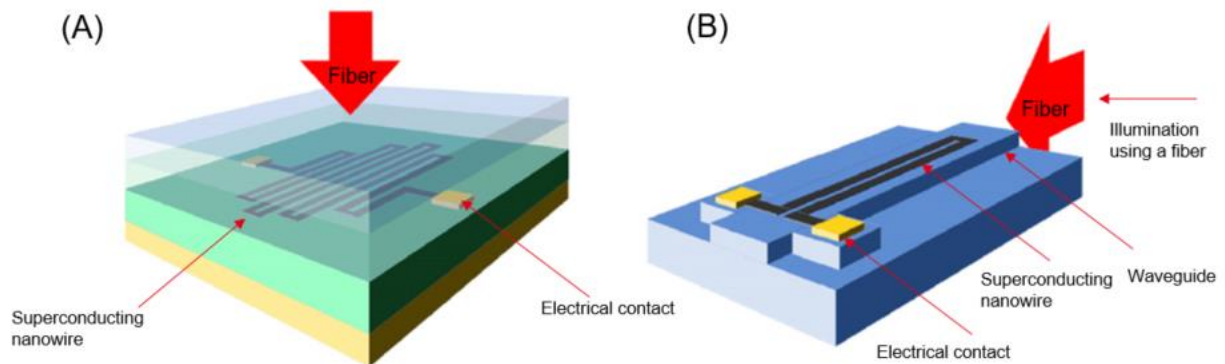 (A)
Fiber
Superconducting
nanowire
Electrical contact
(B)
Fiber
Illumination
using a fiber
Waveguide
Superconducting
nanowire
Electrical contact